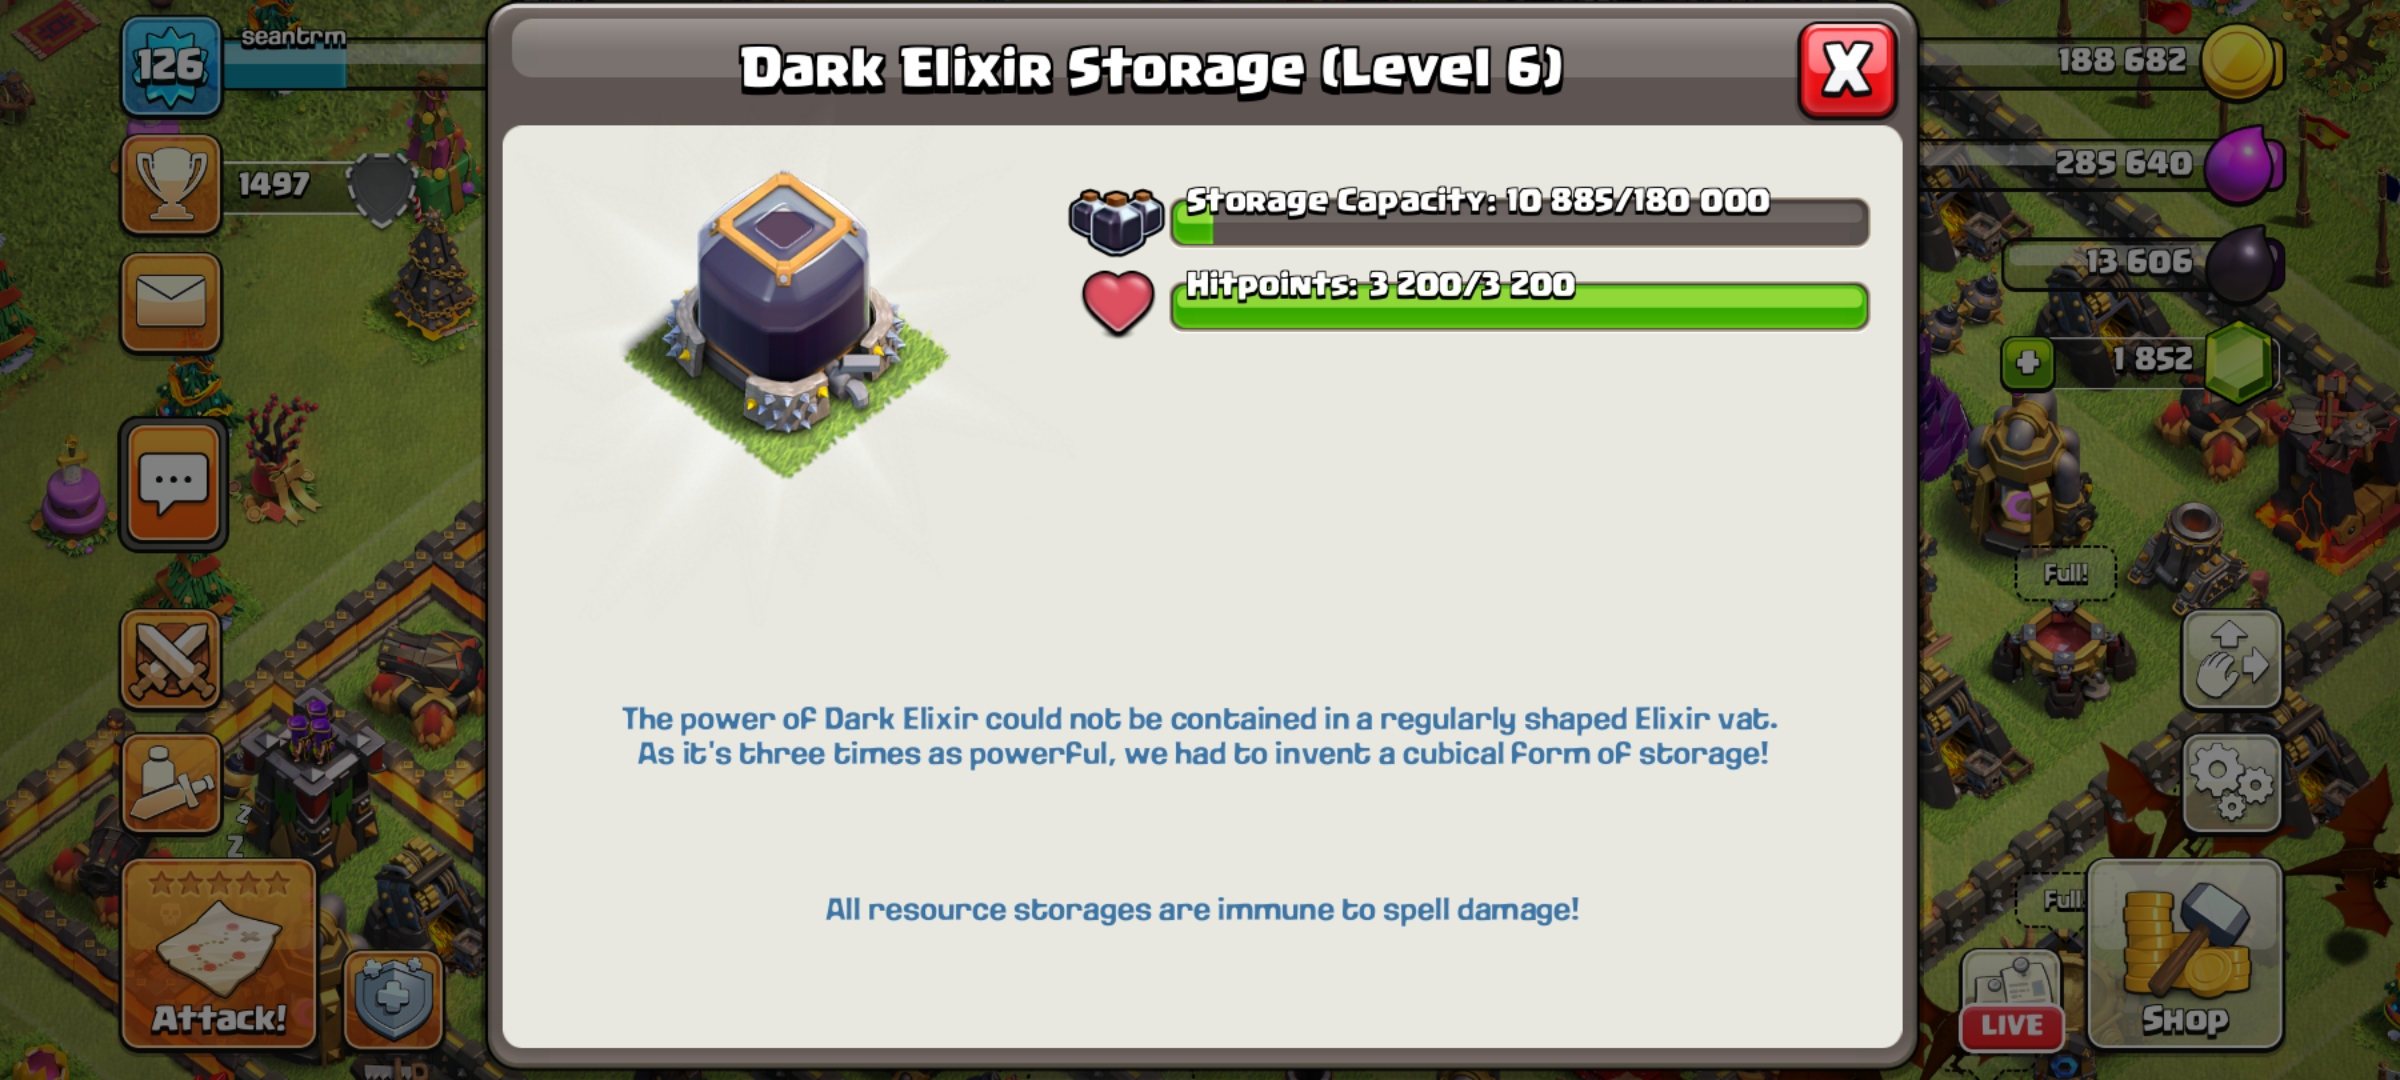 126
seantrm
Dark Elixir Storage (Level 6)
X
188 682
1497
Storage Capacity: 10 885/180 000
285 640
Hitpoints: 3 200/3 200
13 606
1 852
Full!
The power of Dark Elixir could not be contained in a regularly shaped Elixir vat.
As it's three times as powerful, we had to invent a cubical form of storage!
z
z
All resource storages are immune to spell damage!
Full!
Attack!
LIVE
Shop